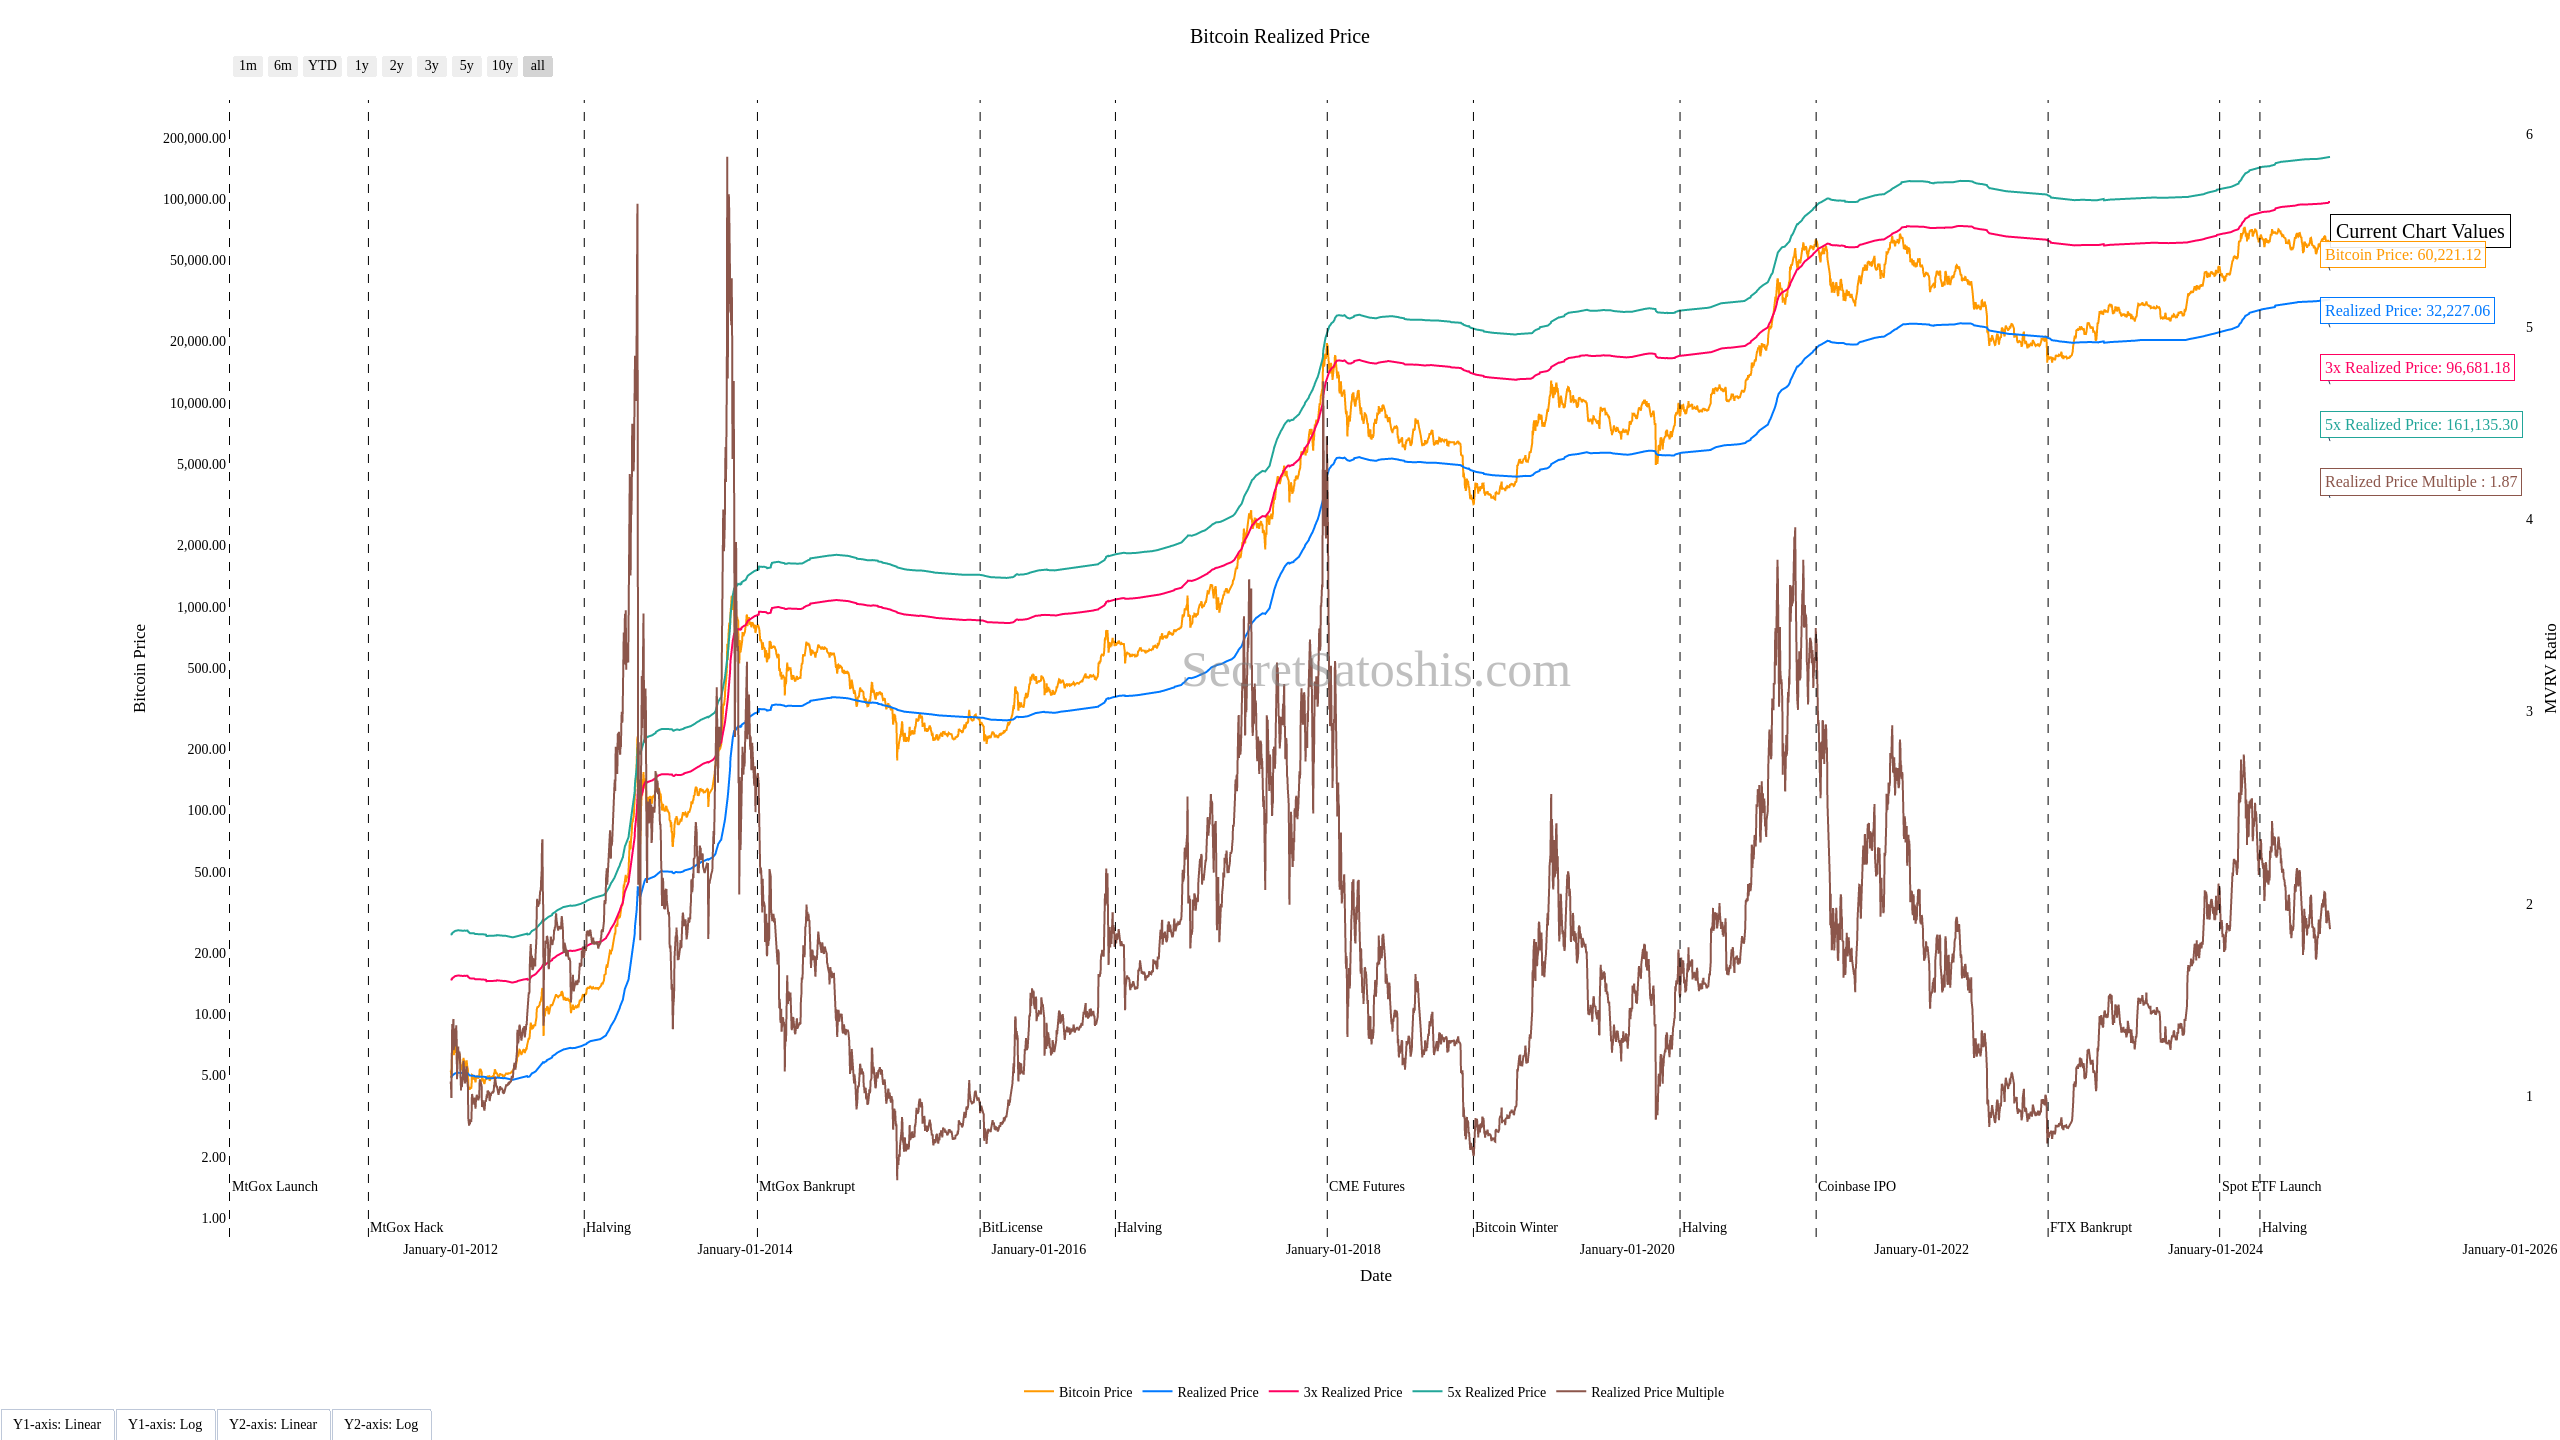 Bitcoin Realized Price
1m 6m YTD 1y 2y 3y 5y 10y all
200,000.00
100,000.00
50,000.00
20,000.00
10,000.00
5,000.00
2,000.00
1,000.00
500.00
200.00
100.00
50.00
20.00
10.00
5.00
2.00
1.00
Bitcoin Price
6
5
4
3
2
1
MVRV Ratio
Current Chart Values
Bitcoin Price: 60,221.12
Realized Price: 32,227.06
3x Realized Price: 96,681.18
5x Realized Price: 161,135.30
Realized Price Multiple : 1.87
SecretSatoshis.com
MtGox Launch
MtGox Bankrupt
CME Futures
Coinbase IPO
Spot ETF Launch
MtGox Hack
Halving
BitLicense
Halving
Bitcoin Winter
Halving
FTX Bankrupt
Halving
January-01-2012
January-01-2014
January-01-2016
January-01-2018
January-01-2020
January-01-2022
January-01-2024
January-01-2026
Date
Bitcoin Price
Realized Price
3x Realized Price
5x Realized Price
Realized Price Multiple
Y1-axis: Linear
Y1-axis: Log
Y2-axis: Linear
Y2-axis: Log